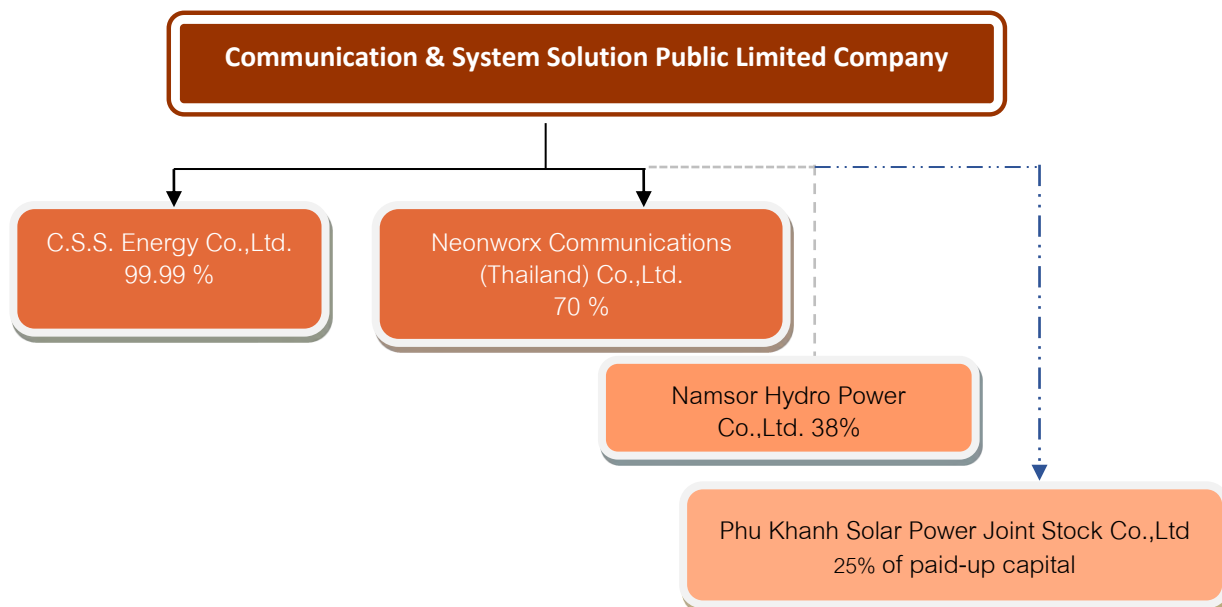 Communication & System Solution Public Limited Company
C.S.S. Energy Co.,Ltd.
99.99 %
Neonworx Communications
(Thailand) Co.,Ltd.
70 %
Namsor Hydro Power
Co.,Ltd. 38%
Phu Khanh Solar Power Joint Stock Co.,Ltd
25% of paid-up capital